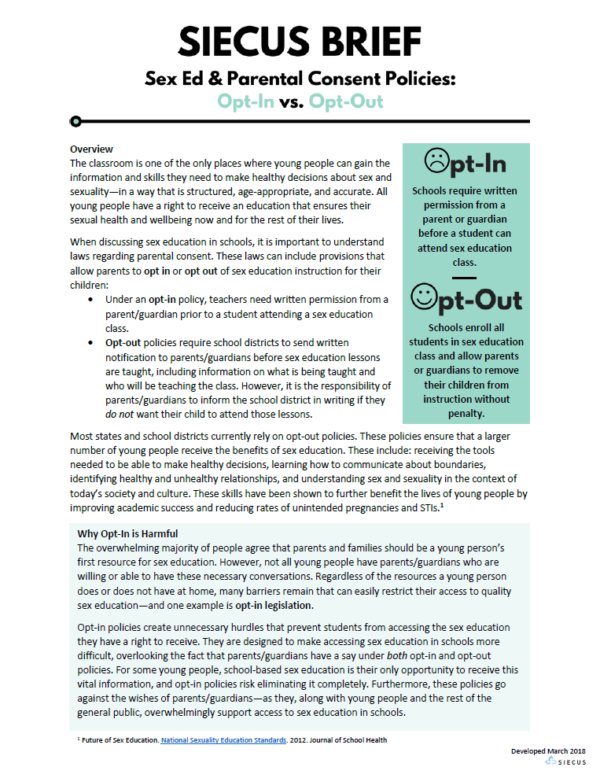 SIECUS BRIEF
Sex Ed & Parental Consent Policies:
Opt-In vs. Opt-Out
Overview
The classroom is one of the only places where young people can gain the
information and skills they need to make healthy decisions about sex and
sexuality—in a way that is structured, age-appropriate, and accurate. All
young people have a right to receive an education that ensures their
sexual health and wellbeing now and for the rest of their lives.
When discussing sex education in schools, it is important to understand
laws regarding parental consent. These laws can include provisions that
allow parents to opt in or opt out of sex education instruction for their
children:
• Under an opt-in policy, teachers need written permission from a
parent/guardian prior to a student attending a sex education
class.
• Opt-out policies require school districts to send written
notification to parents/guardians before sex education lessons
are taught, including information on what is being taught and
who will be teaching the class. However, it is the responsibility of
parents/guardians to inform the school district in writing if they
do not want their child to attend those lessons.
Opt-In
Schools require written
permission from a
parent or guardian
before a student can
attend sex education
class.
Opt-Out
Schools enroll all
students in sex education
class and allow parents
or guardians to remove
their children from
instruction without
penalty.
Most states and school districts currently rely on opt-out policies. These policies ensure that a larger
number of young people receive the benefits of sex education. These include: receiving the tools
needed to be able to make healthy decisions, learning how to communicate about boundaries,
identifying healthy and unhealthy relationships, and understanding sex and sexuality in the context of
today's society and culture. These skills have been shown to further benefit the lives of young people by
improving academic success and reducing rates of unintended pregnancies and STIs.¹
Why Opt-In is Harmful
The overwhelming majority of people agree that parents and families should be a young person's
first resource for sex education. However, not all young people have parents/guardians who are
willing or able to have these necessary conversations. Regardless of the resources a young person
does or does not have at home, many barriers remain that can easily restrict their access to quality
sex education—and one example is opt-in legislation.
Opt-in policies create unnecessary hurdles that prevent students from accessing the sex education
they have a right to receive. They are designed to make accessing sex education in schools more
difficult, overlooking the fact that parents/guardians have a say under both opt-in and opt-out
policies. For some young people, school-based sex education is their only opportunity to receive this
vital information, and opt-in policies risk eliminating it completely. Furthermore, these policies go
against the wishes of parents/guardians—as they, along with young people and the rest of the
general public, overwhelmingly support access to sex education in schools.
¹ Future of Sex Education. National Sexuality Education Standards. 2012. Journal of School Health
Developed March 2018
SIECUS